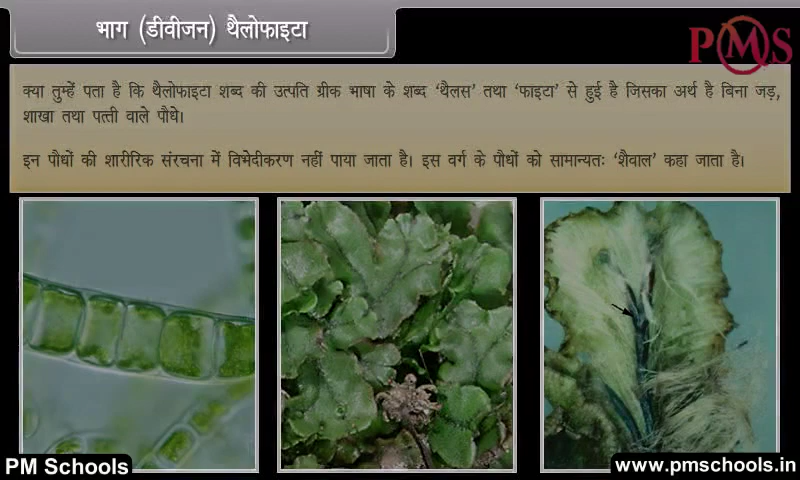 भाग (डीवीजन) थैलोफाइटा
PMS
क्या तुम्हें पता है कि थैलोफाइटा शब्द की उत्पति ग्रीक भाषा के शब्द ‘थैलस’ तथा ‘फाइटा’ से हुई है जिसका अर्थ है बिना जड़,
शाखा तथा पत्ती वाले पौधे।
इन पौधों की शारीरिक संरचना में विभेदीकरण नहीं पाया जाता है। इस वर्ग के पौधों को सामान्यतः ‘शैवाल’ कहा जाता है।
PM Schools
www.pmschools.in